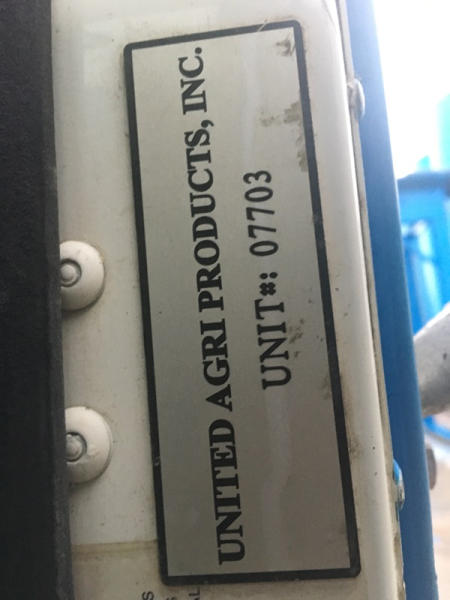 UNITED AGRI PRODUCTS, INC.
UNIT#: 07703